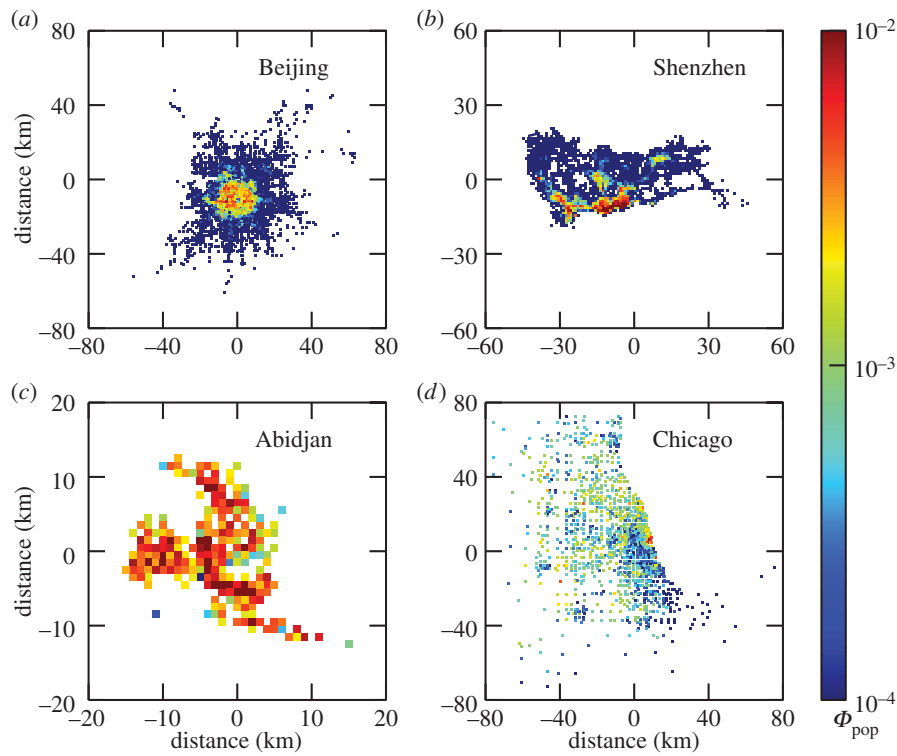 (a)
80
Beijing
40
0
−40
−80
−80 −40 0 40 80
distance (km)
(b)
60
Shenzhen
30
0
−30
−60
−60 −30 0 30 60
(c)
20
Abidjan
10
0
−10
−20
−20 −10 0 10 20
distance (km)
distance (km)
(d)
80
Chicago
40
0
−40
−80
−80 −40 0 40 80
distance (km)
10−2
10−3
10−4
Φpop